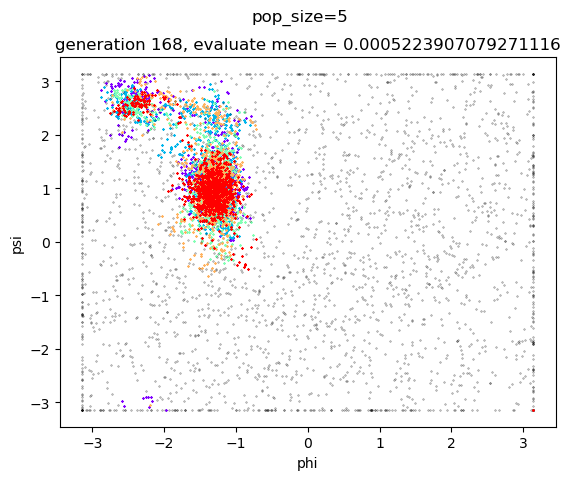 pop_size=5
generation 168, evaluate mean = 0.0005223907079271116
3
2
1
0
−1
−2
−3
psi
−3 −2 −1 0 1 2 3
phi